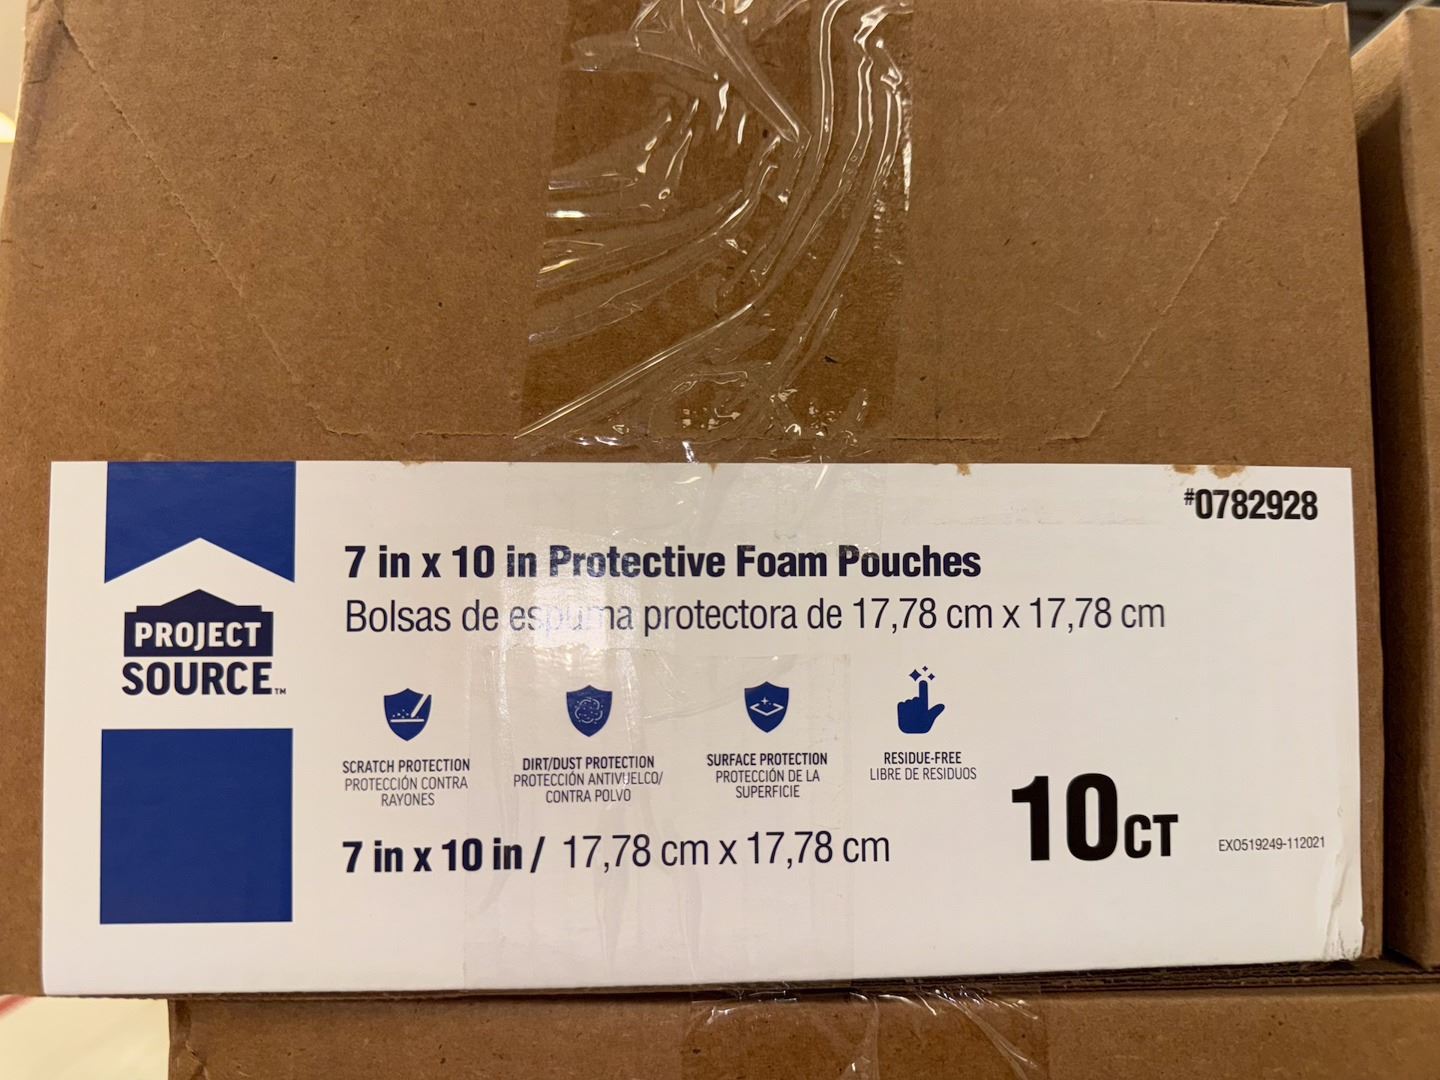 #0782928
7 in x 10 in Protective Foam Pouches
Bolsas de espuma protectora de 17,78 cm x 17,78 cm
PROJECT
SOURCE™
SCRATCH PROTECTION
PROTECCIÓN CONTRA
RAYONES
DIRT/DUST PROTECTION
PROTECCIÓN ANTIVUELCO/
CONTRA POLVO
SURFACE PROTECTION
PROTECCIÓN DE LA
SUPERFICIE
RESIDUE-FREE
LIBRE DE RESIDUOS
7 in x 10 in / 17,78 cm x 17,78 cm
10CT
EXO519249-112021